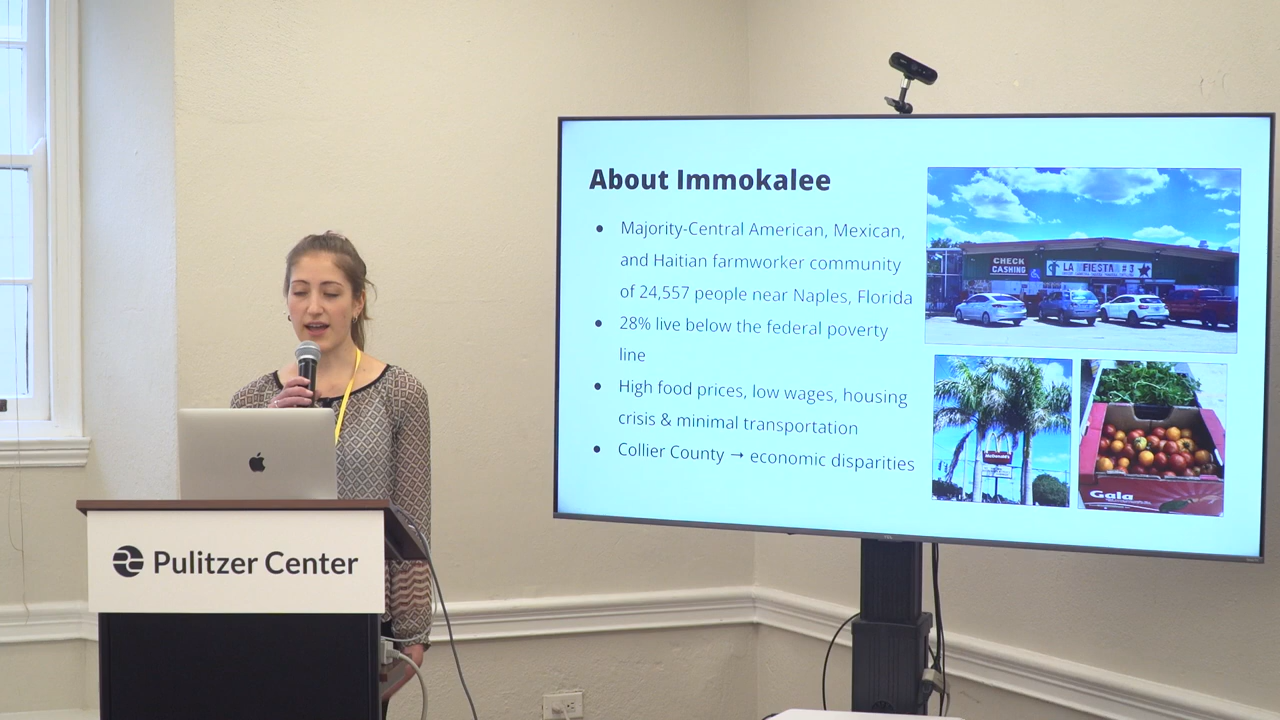 About Immokalee
● Majority-Central American, Mexican,
and Haitian farmworker community
of 24,557 people near Naples, Florida
● 28% live below the federal poverty
line
● High food prices, low wages, housing
crisis & minimal transportation
● Collier County → economic disparities
CHECK
CASHING
LA FIESTA #3
McDonald's
Gala
Pulitzer Center